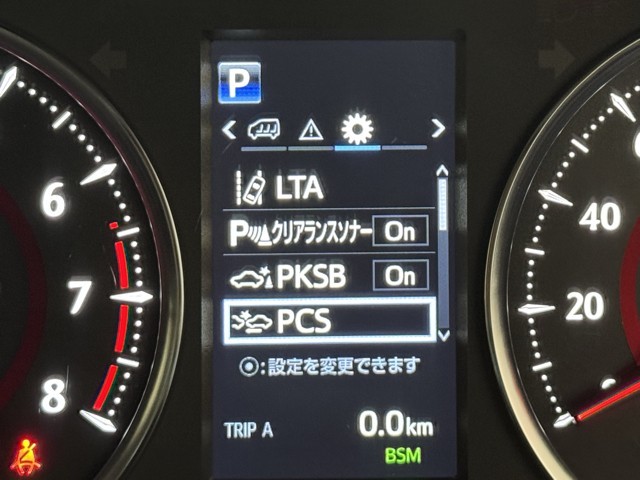 P
LTA
P クリアランスソナー On
PKSB On
PCS
:設定を変更できます
TRIP A 0.0km
BSM
6
7
8
40
20